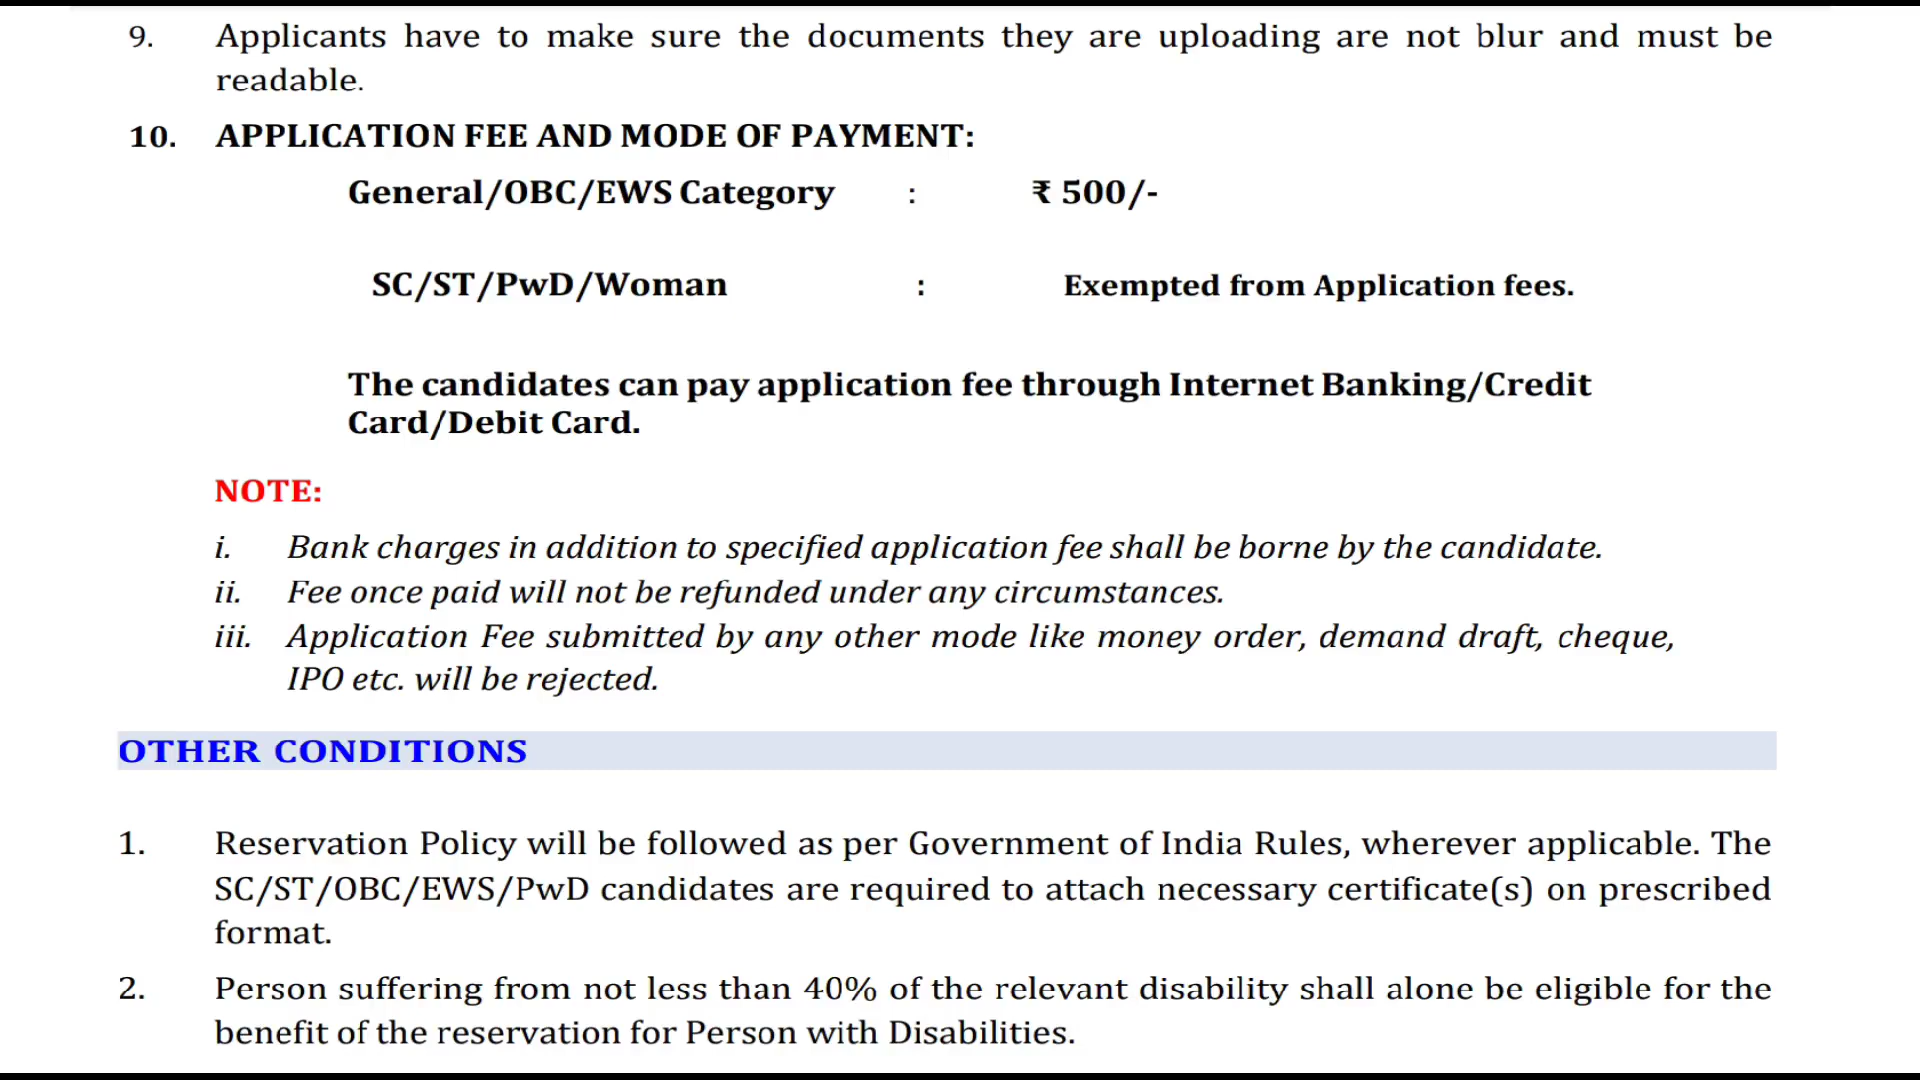 9. Applicants have to make sure the documents they are uploading are not blur and must be
readable.
10. APPLICATION FEE AND MODE OF PAYMENT:
General/OBC/EWS Category : ₹ 500/-
SC/ST/PwD/Woman : Exempted from Application fees.
The candidates can pay application fee through Internet Banking/Credit
Card/Debit Card.
NOTE:
i. Bank charges in addition to specified application fee shall be borne by the candidate.
ii. Fee once paid will not be refunded under any circumstances.
iii. Application Fee submitted by any other mode like money order, demand draft, cheque,
IPO etc. will be rejected.
OTHER CONDITIONS
1. Reservation Policy will be followed as per Government of India Rules, wherever applicable. The
SC/ST/OBC/EWS/PwD candidates are required to attach necessary certificate(s) on prescribed
format.
2. Person suffering from not less than 40% of the relevant disability shall alone be eligible for the
benefit of the reservation for Person with Disabilities.